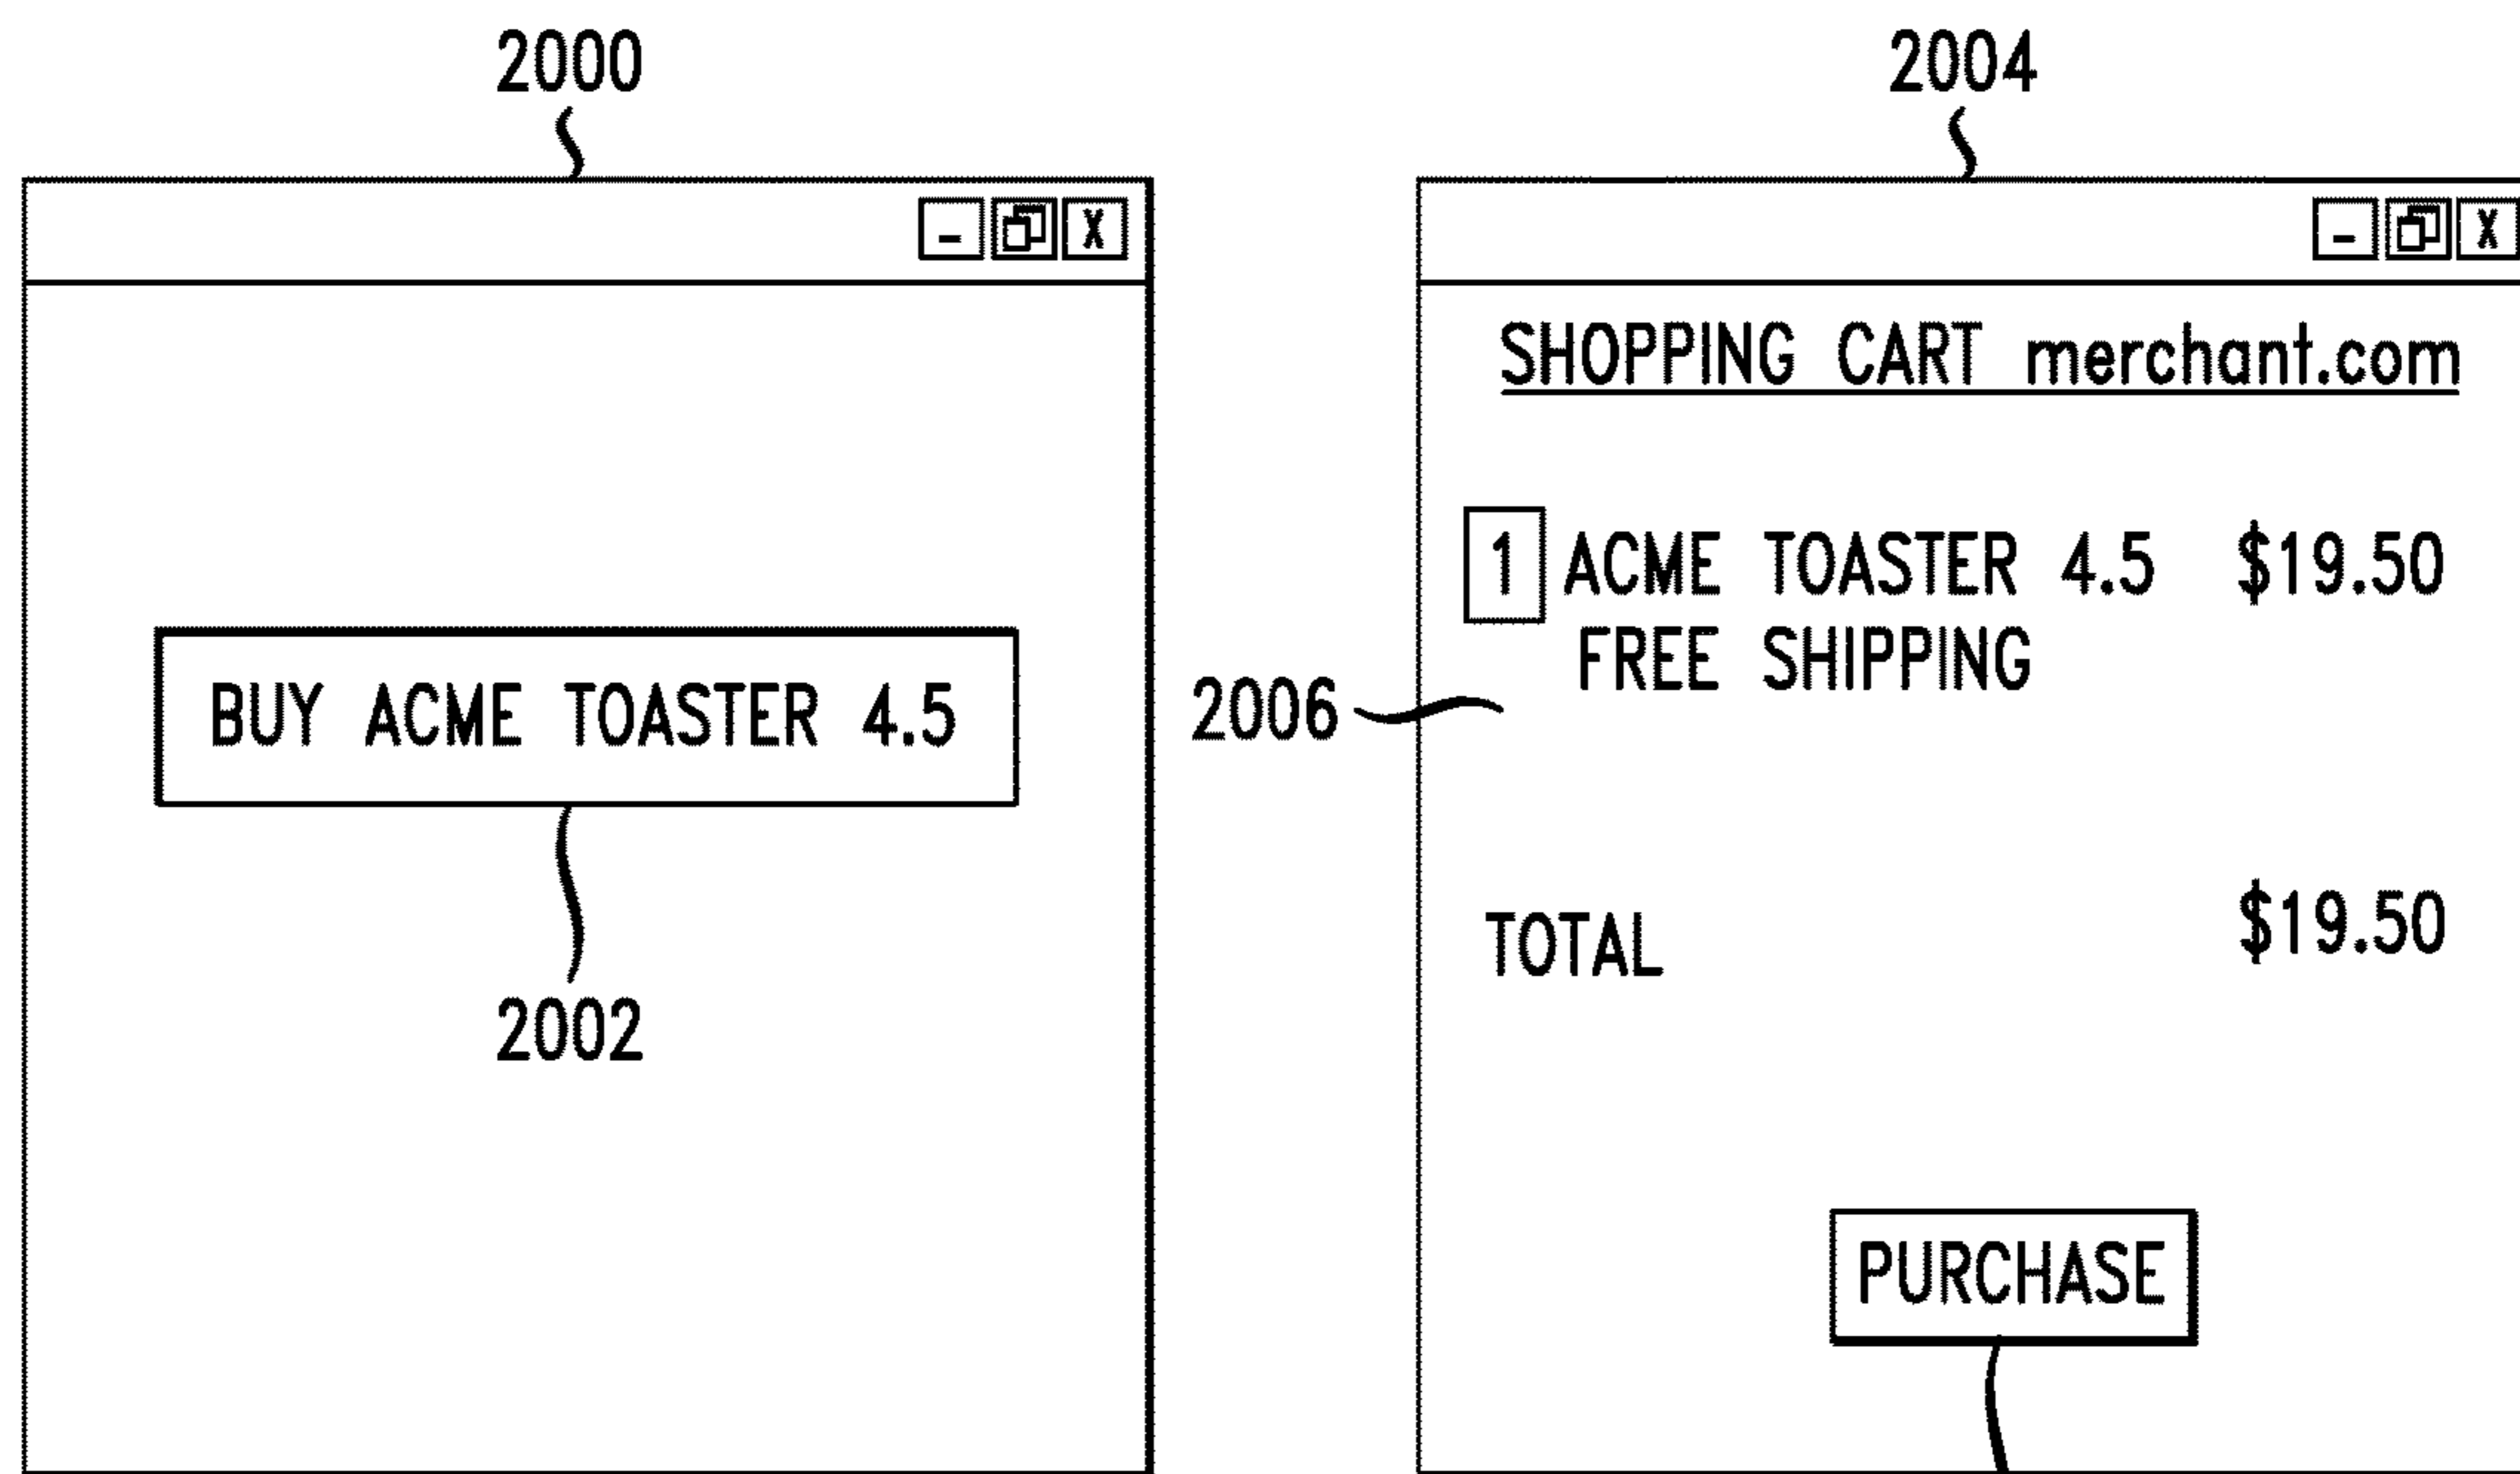 2000
BUY ACME TOASTER 4.5
2002
2004
X
X
SHOPPING CART merchant.com
1 ACME TOASTER 4.5 $19.50
FREE SHIPPING
2006
TOTAL $19.50
PURCHASE